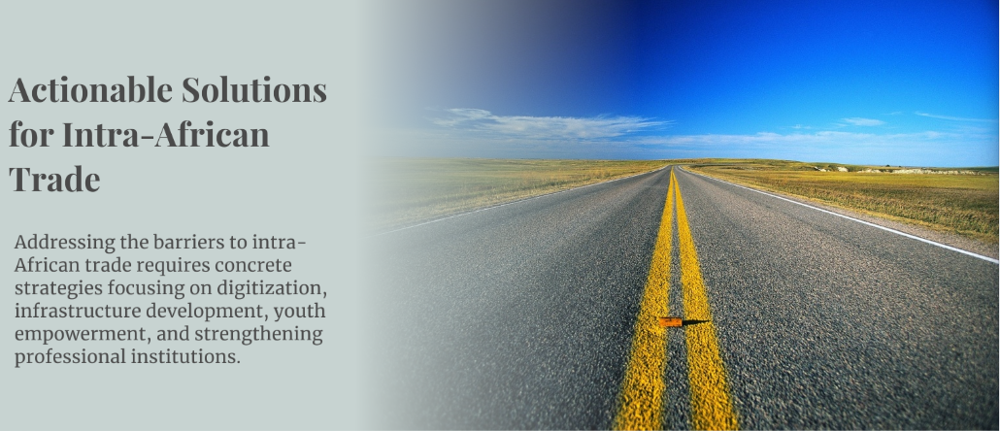 Actionable Solutions
for Intra-African
Trade
Addressing the barriers to intra-
African trade requires concrete
strategies focusing on digitization,
infrastructure development, youth
empowerment, and strengthening
professional institutions.